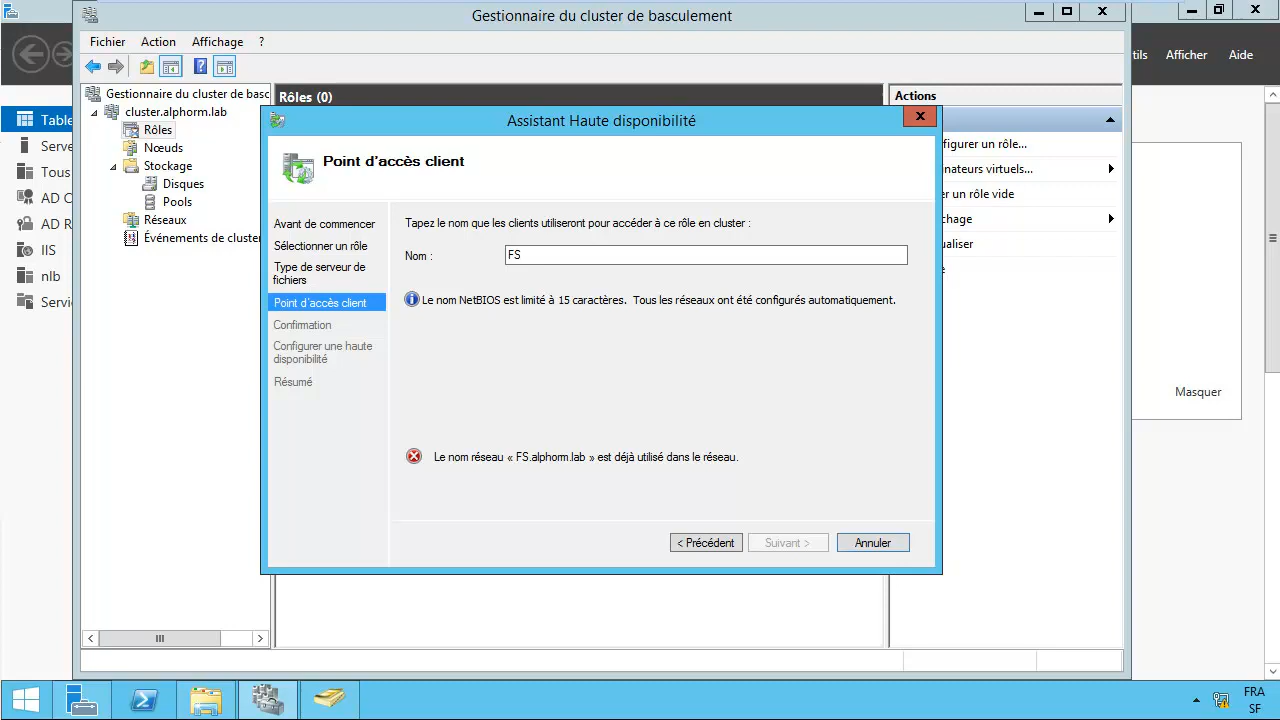 Gestionnaire du cluster de basculement
Fichier
Action
Affichage
?
Gestionnaire du cluster de basc
cluster.alphorm.lab
Rôles
Nœuds
Stockage
Disques
Pools
Réseaux
Événements de cluster
Rôles (0)
Actions
figurer un rôle...
nateurs virtuels...
er un rôle vide
chage
ualiser
e
Assistant Haute disponibilité
Point d'accès client
Avant de commencer
Sélectionner un rôle
Type de serveur de
fichiers
Point d'accès client
Confirmation
Configurer une haute
disponibilité
Résumé
Tapez le nom que les clients utiliseront pour accéder à ce rôle en cluster :
Nom :
FS
Le nom NetBIOS est limité à 15 caractères. Tous les réseaux ont été configurés automatiquement.
Le nom réseau « FS.alphorm.lab » est déjà utilisé dans le réseau.
< Précédent
Suivant >
Annuler
tils
Afficher
Aide
Table
Serve
Tous
AD C
AD R
IIS
nlb
Servic
Masquer
FRA
SF